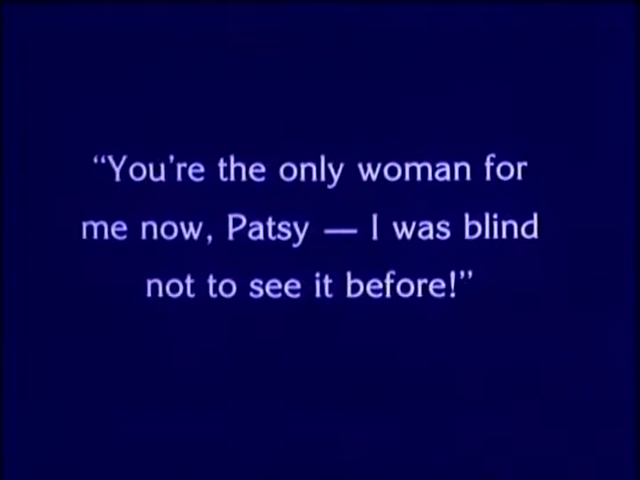 “You're the only woman for
me now, Patsy — I was blind
not to see it before!”